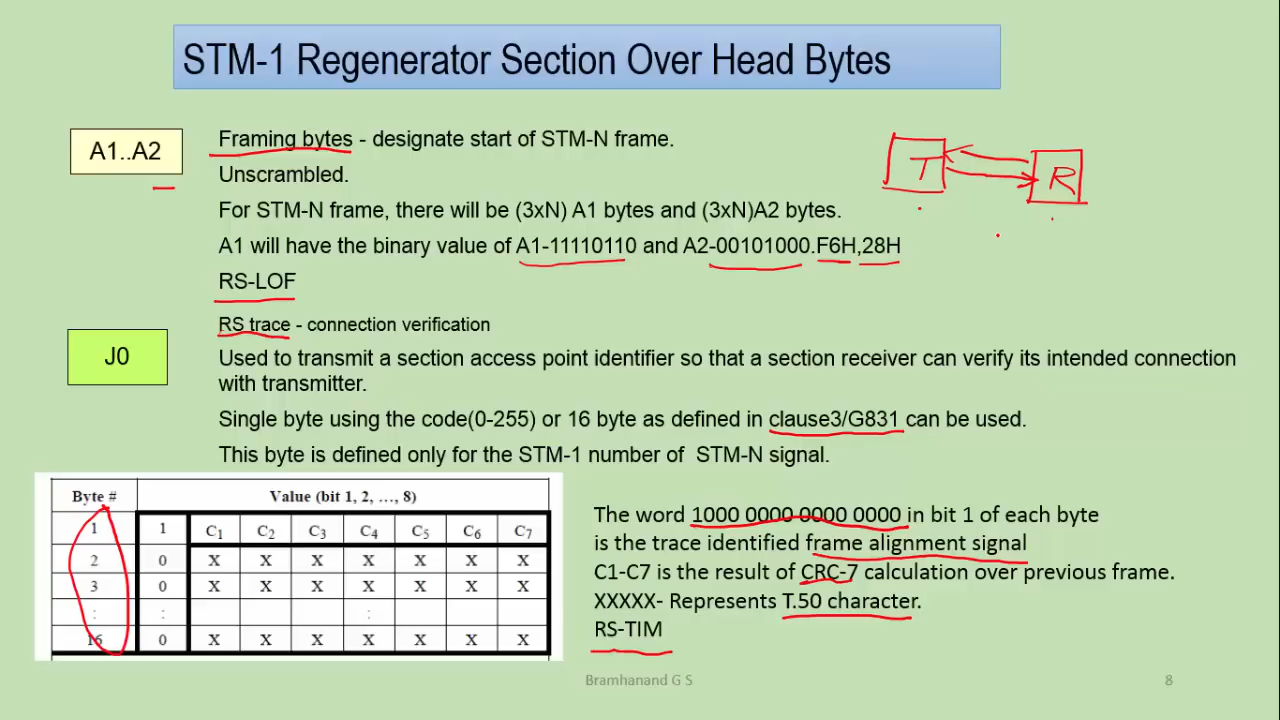 STM-1 Regenerator Section Over Head Bytes
A1..A2
Framing bytes - designate start of STM-N frame.
Unscrambled.
For STM-N frame, there will be (3xN) A1 bytes and (3xN)A2 bytes.
A1 will have the binary value of A1-11110110 and A2-00101000.F6H,28H
RS-LOF
T
R
J0
RS trace - connection verification
Used to transmit a section access point identifier so that a section receiver can verify its intended connection
with transmitter.
Single byte using the code(0-255) or 16 byte as defined in clause3/G831 can be used.
This byte is defined only for the STM-1 number of STM-N signal.
Byte # Value (bit 1, 2, …, 8)
1 1 C1 C2 C3 C4 C5 C6 C7
2 0 X X X X X X X
3 0 X X X X X X X
: : :
16 0 X X X X X X X
The word 1000 0000 0000 0000 in bit 1 of each byte
is the trace identified frame alignment signal
C1-C7 is the result of CRC-7 calculation over previous frame.
XXXXX- Represents T.50 character.
RS-TIM
Bramhanand G S
8